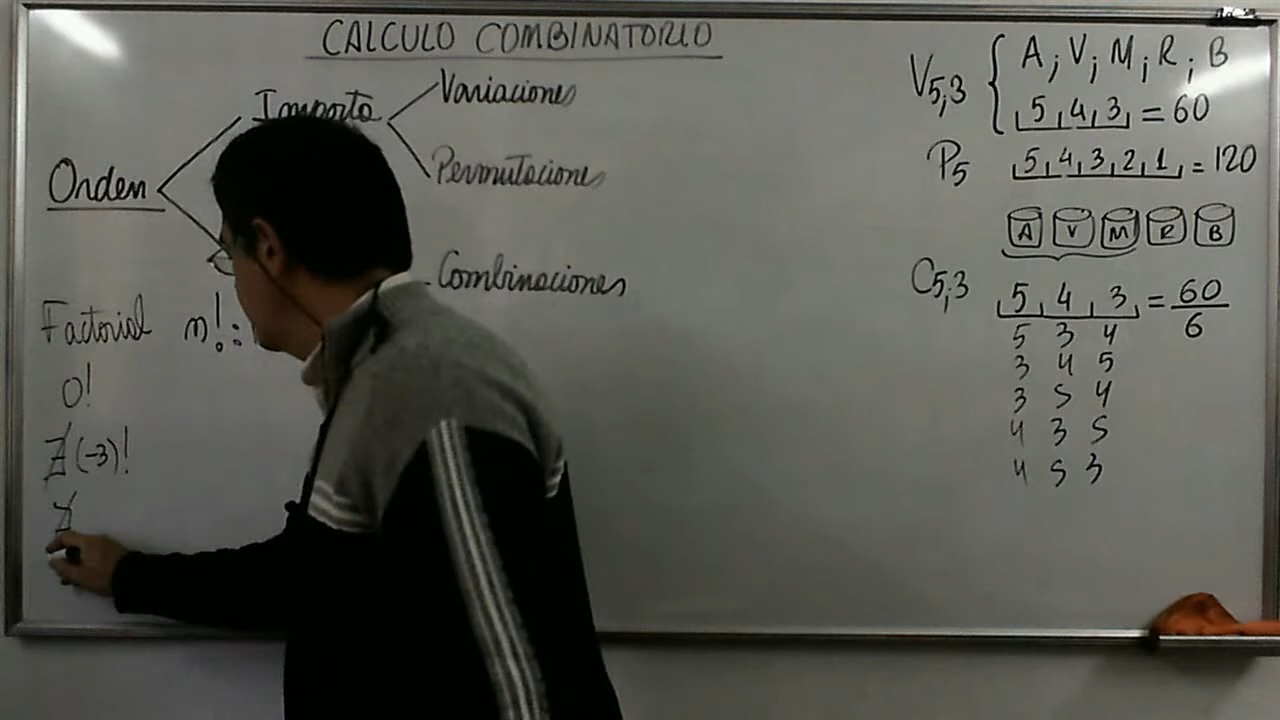 CALCULO COMBINATORIO
Orden
Importa
Variaciones
Permutaciones
Combinaciones
Factorial n!:
0!
∄ (-3)!
V5,3 { A; V; M; R; B
5 4 3 = 60
P5 5 4 3 2 1 = 120
A V M R B
C5,3 5 4 3 = 60/6
5 3 4
3 4 5
3 5 4
4 3 5
4 5 3